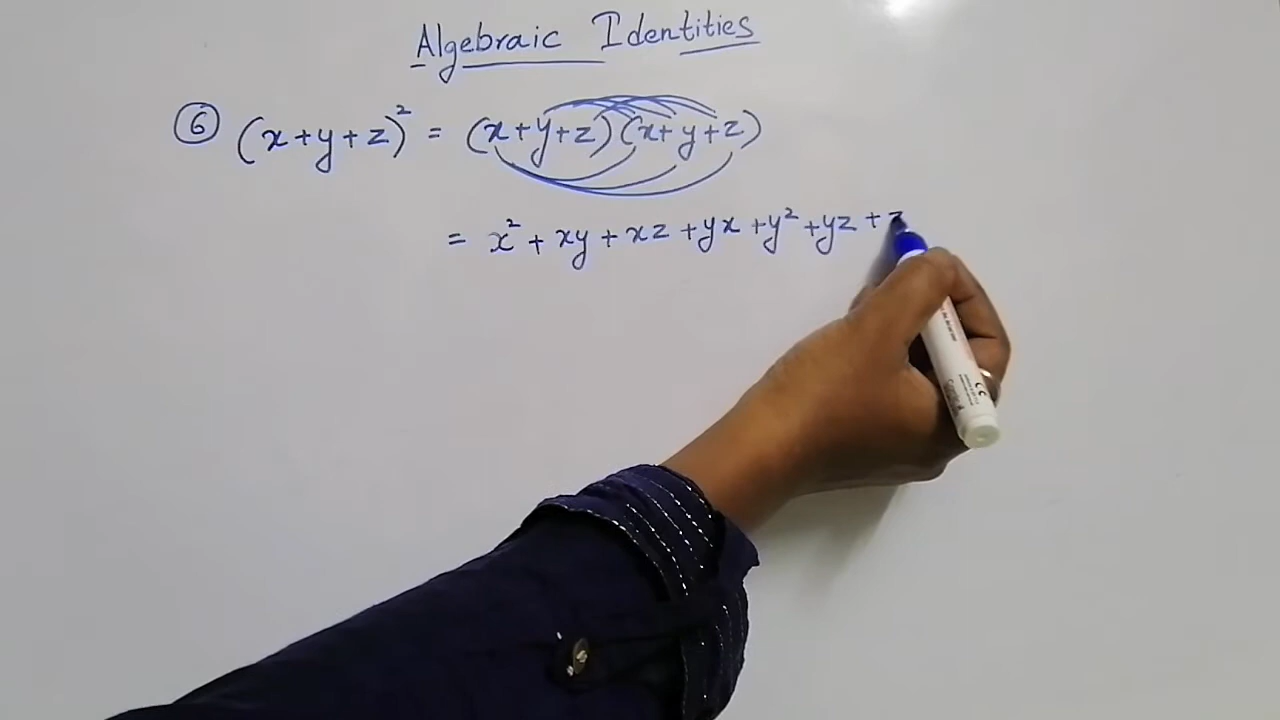 Algebraic Identities
⑥ (x+y+z)² = (x+y+z)(x+y+z)
= x² + xy + xz + yx + y² + yz + z